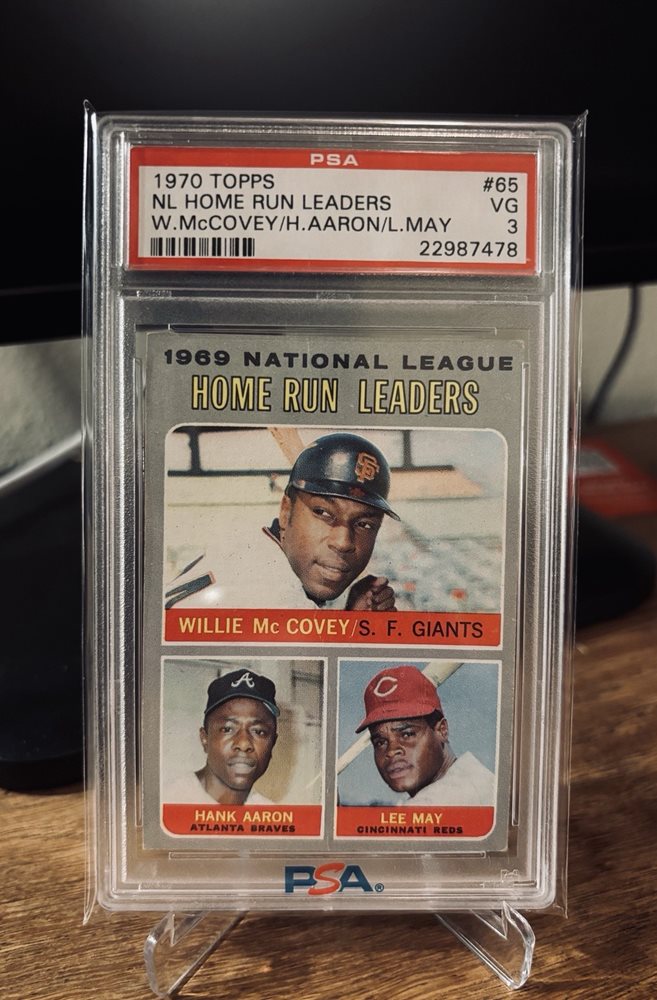 PSA
1970 TOPPS #65
NL HOME RUN LEADERS VG
W.McCOVEY/H.AARON/L.MAY 3
22987478
1969 NATIONAL LEAGUE
HOME RUN LEADERS
SF
WILLIE Mc COVEY/S. F. GIANTS
A
C
HANK AARON
ATLANTA BRAVES
LEE MAY
CINCINNATI REDS
PSA®